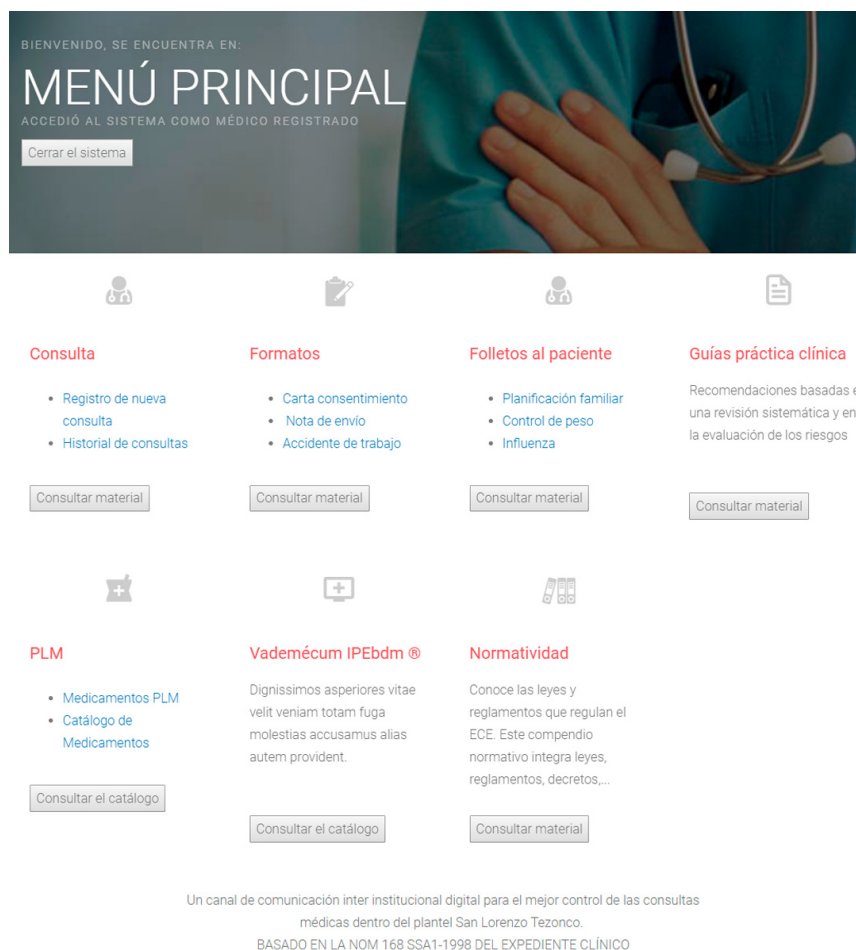 BIENVENIDO, SE ENCUENTRA EN:
MENÚ PRINCIPAL
ACCEDIÓ AL SISTEMA COMO MÉDICO REGISTRADO
Cerrar el sistema
Consulta
Registro de nueva
consulta
Historial de consultas
Consultar material
Formatos
Carta consentimiento
Nota de envío
Accidente de trabajo
Consultar material
Folletos al paciente
Planificación familiar
Control de peso
Influenza
Consultar material
Guías práctica clínica
Recomendaciones basadas e
una revisión sistemática y en
la evaluación de los riesgos
Consultar material
PLM
Medicamentos PLM
Catálogo de
Medicamentos
Consultar el catálogo
Vademécum IPEbdm ®
Dignissimos asperiores vitae
velit veniam totam fuga
molestias accusamus alias
autem provident.
Consultar el catálogo
Normatividad
Conoce las leyes y
reglamentos que regulan el
ECE. Este compendio
normativo integra leyes,
reglamentos, decretos,...
Consultar material
Un canal de comunicación inter institucional digital para el mejor control de las consultas
médicas dentro del plantel San Lorenzo Tezonco.
BASADO EN LA NOM 168 SSA1-1998 DEL EXPEDIENTE CLÍNICO